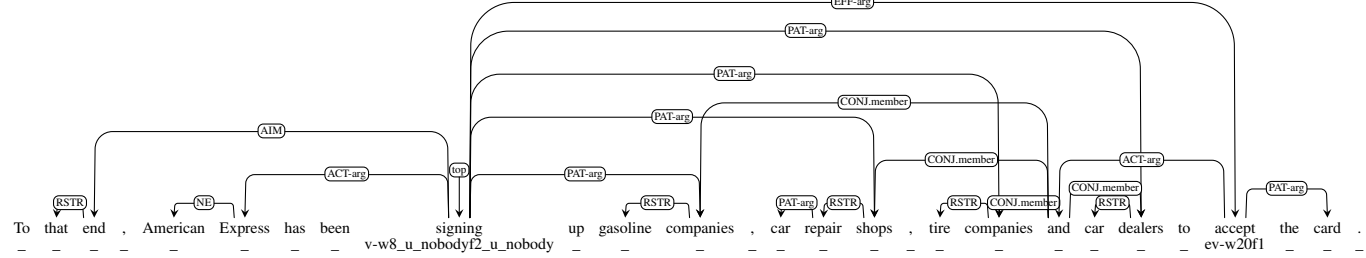 EFF-arg
PAT-arg
PAT-arg
CONJ.member
PAT-arg
AIM
CONJ.member
ACT-arg
top
ACT-arg
PAT-arg
CONJ.member
PAT-arg
RSTR
NE
RSTR
PAT-arg
RSTR
RSTR
CONJ.member
RSTR
To that end , American Express has been signing up gasoline companies , car repair shops , tire companies and car dealers to accept the card .
_ _ _ _ _ _ _ _ v-w8_u_nobodyf2_u_nobody _ _ _ _ _ _ _ _ _ _ _ _ _ _ ev-w20f1 _ _ _